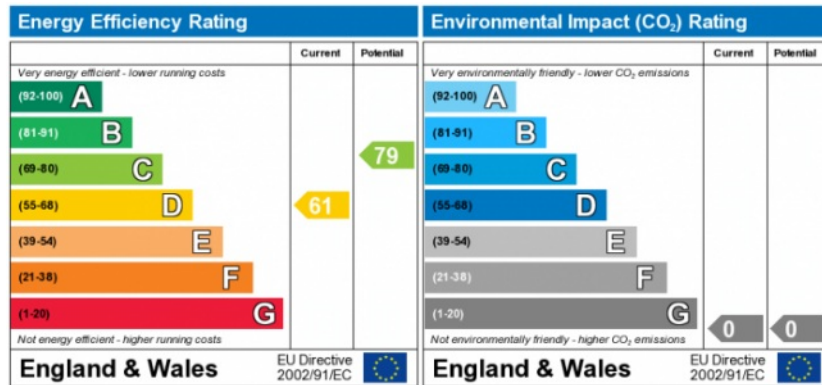 Energy Efficiency Rating
Current Potential
Very energy efficient - lower running costs
(92-100) A
(81-91) B
(69-80) C
79
(55-68) D
61
(39-54) E
(21-38) F
(1-20) G
Not energy efficient - higher running costs
England & Wales
EU Directive
2002/91/EC
Environmental Impact (CO₂) Rating
Current Potential
Very environmentally friendly - lower CO₂ emissions
(92-100) A
(81-91) B
(69-80) C
(55-68) D
(39-54) E
(21-38) F
(1-20) G
0 0
Not environmentally friendly - higher CO₂ emissions
England & Wales
EU Directive
2002/91/EC